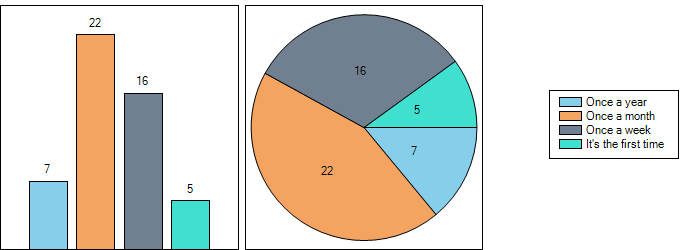 22
16
7
5
16
5
7
22
Once a year
Once a month
Once a week
It's the first time